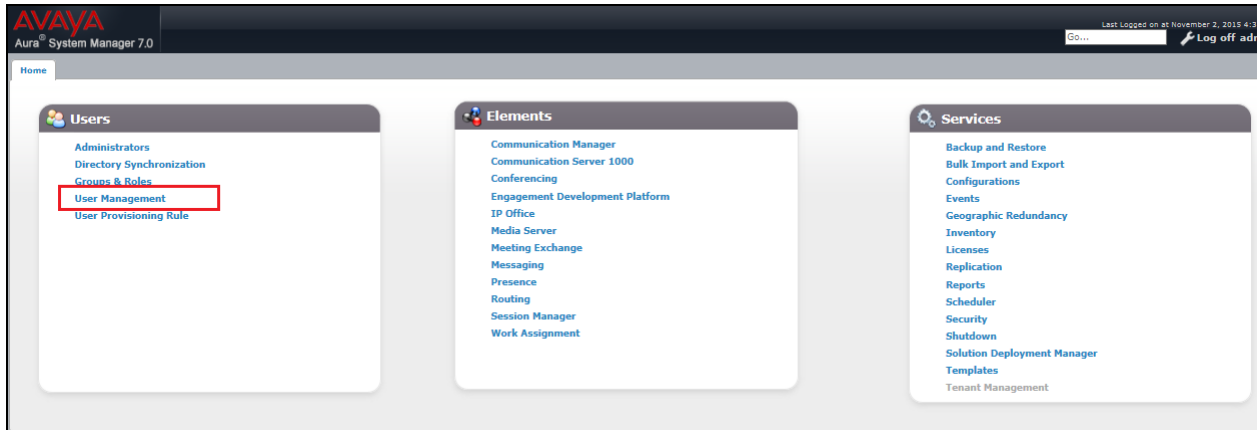 AVAYA
Aura® System Manager 7.0
Last Logged on at November 2, 2015 4:3
Go...
Log off adr
Home
Users
Administrators
Directory Synchronization
Groups & Roles
User Management
User Provisioning Rule
Elements
Communication Manager
Communication Server 1000
Conferencing
Engagement Development Platform
IP Office
Media Server
Meeting Exchange
Messaging
Presence
Routing
Session Manager
Work Assignment
Services
Backup and Restore
Bulk Import and Export
Configurations
Events
Geographic Redundancy
Inventory
Licenses
Replication
Reports
Scheduler
Security
Shutdown
Solution Deployment Manager
Templates
Tenant Management